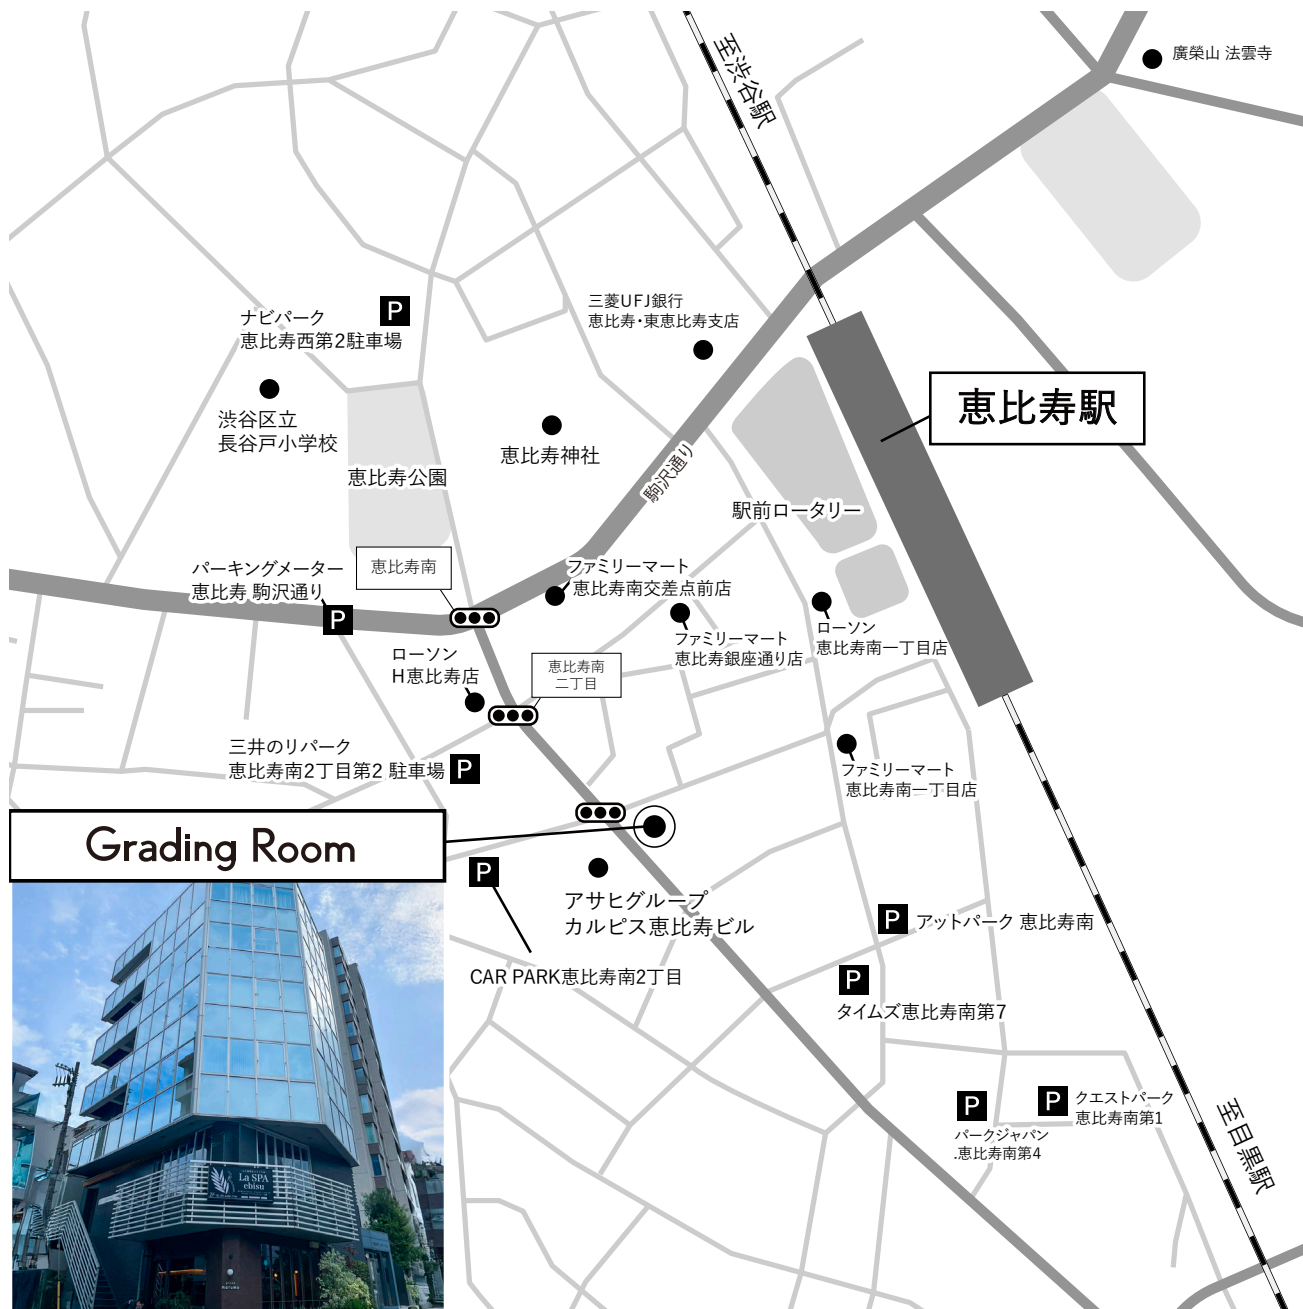 至渋谷駅
廣榮山 法雲寺
三菱UFJ銀行
恵比寿・東恵比寿支店
ナビパーク
恵比寿西第2駐車場
恵比寿駅
渋谷区立
長谷戸小学校
恵比寿神社
恵比寿公園
駒沢通り
駅前ロータリー
パーキングメーター
恵比寿 駒沢通り
恵比寿南
ファミリーマート
恵比寿南交差点前店
ファミリーマート
恵比寿銀座通り店
ローソン
恵比寿南一丁目店
ローソン
H恵比寿店
恵比寿南
二丁目
三井のリパーク
恵比寿南2丁目第2 駐車場
ファミリーマート
恵比寿南一丁目店
Grading Room
アサヒグループ
カルピス恵比寿ビル
アットパーク 恵比寿南
CAR PARK恵比寿南2丁目
タイムズ恵比寿南第7
クエストパーク
恵比寿南第1
パークジャパン
.恵比寿南第4
至目黒駅
La SPA
ebisu
P
P
P
P
P
P
P
P